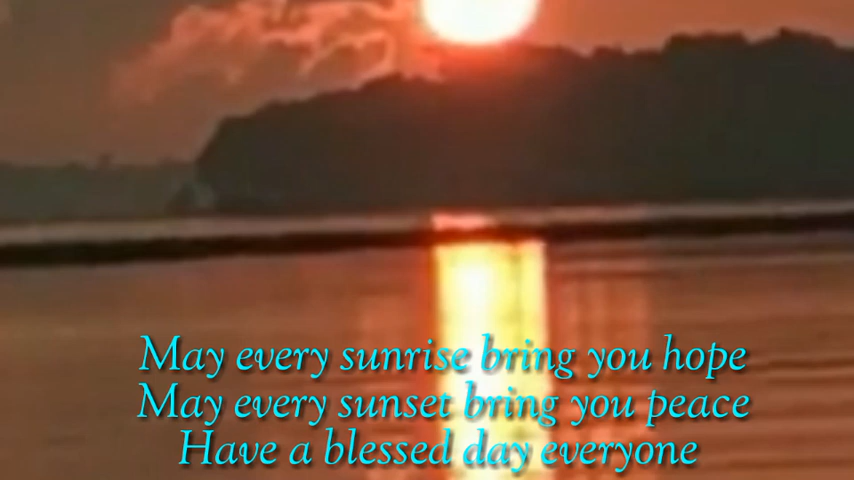 May every sunrise bring you hope
May every sunset bring you peace
Have a blessed day everyone